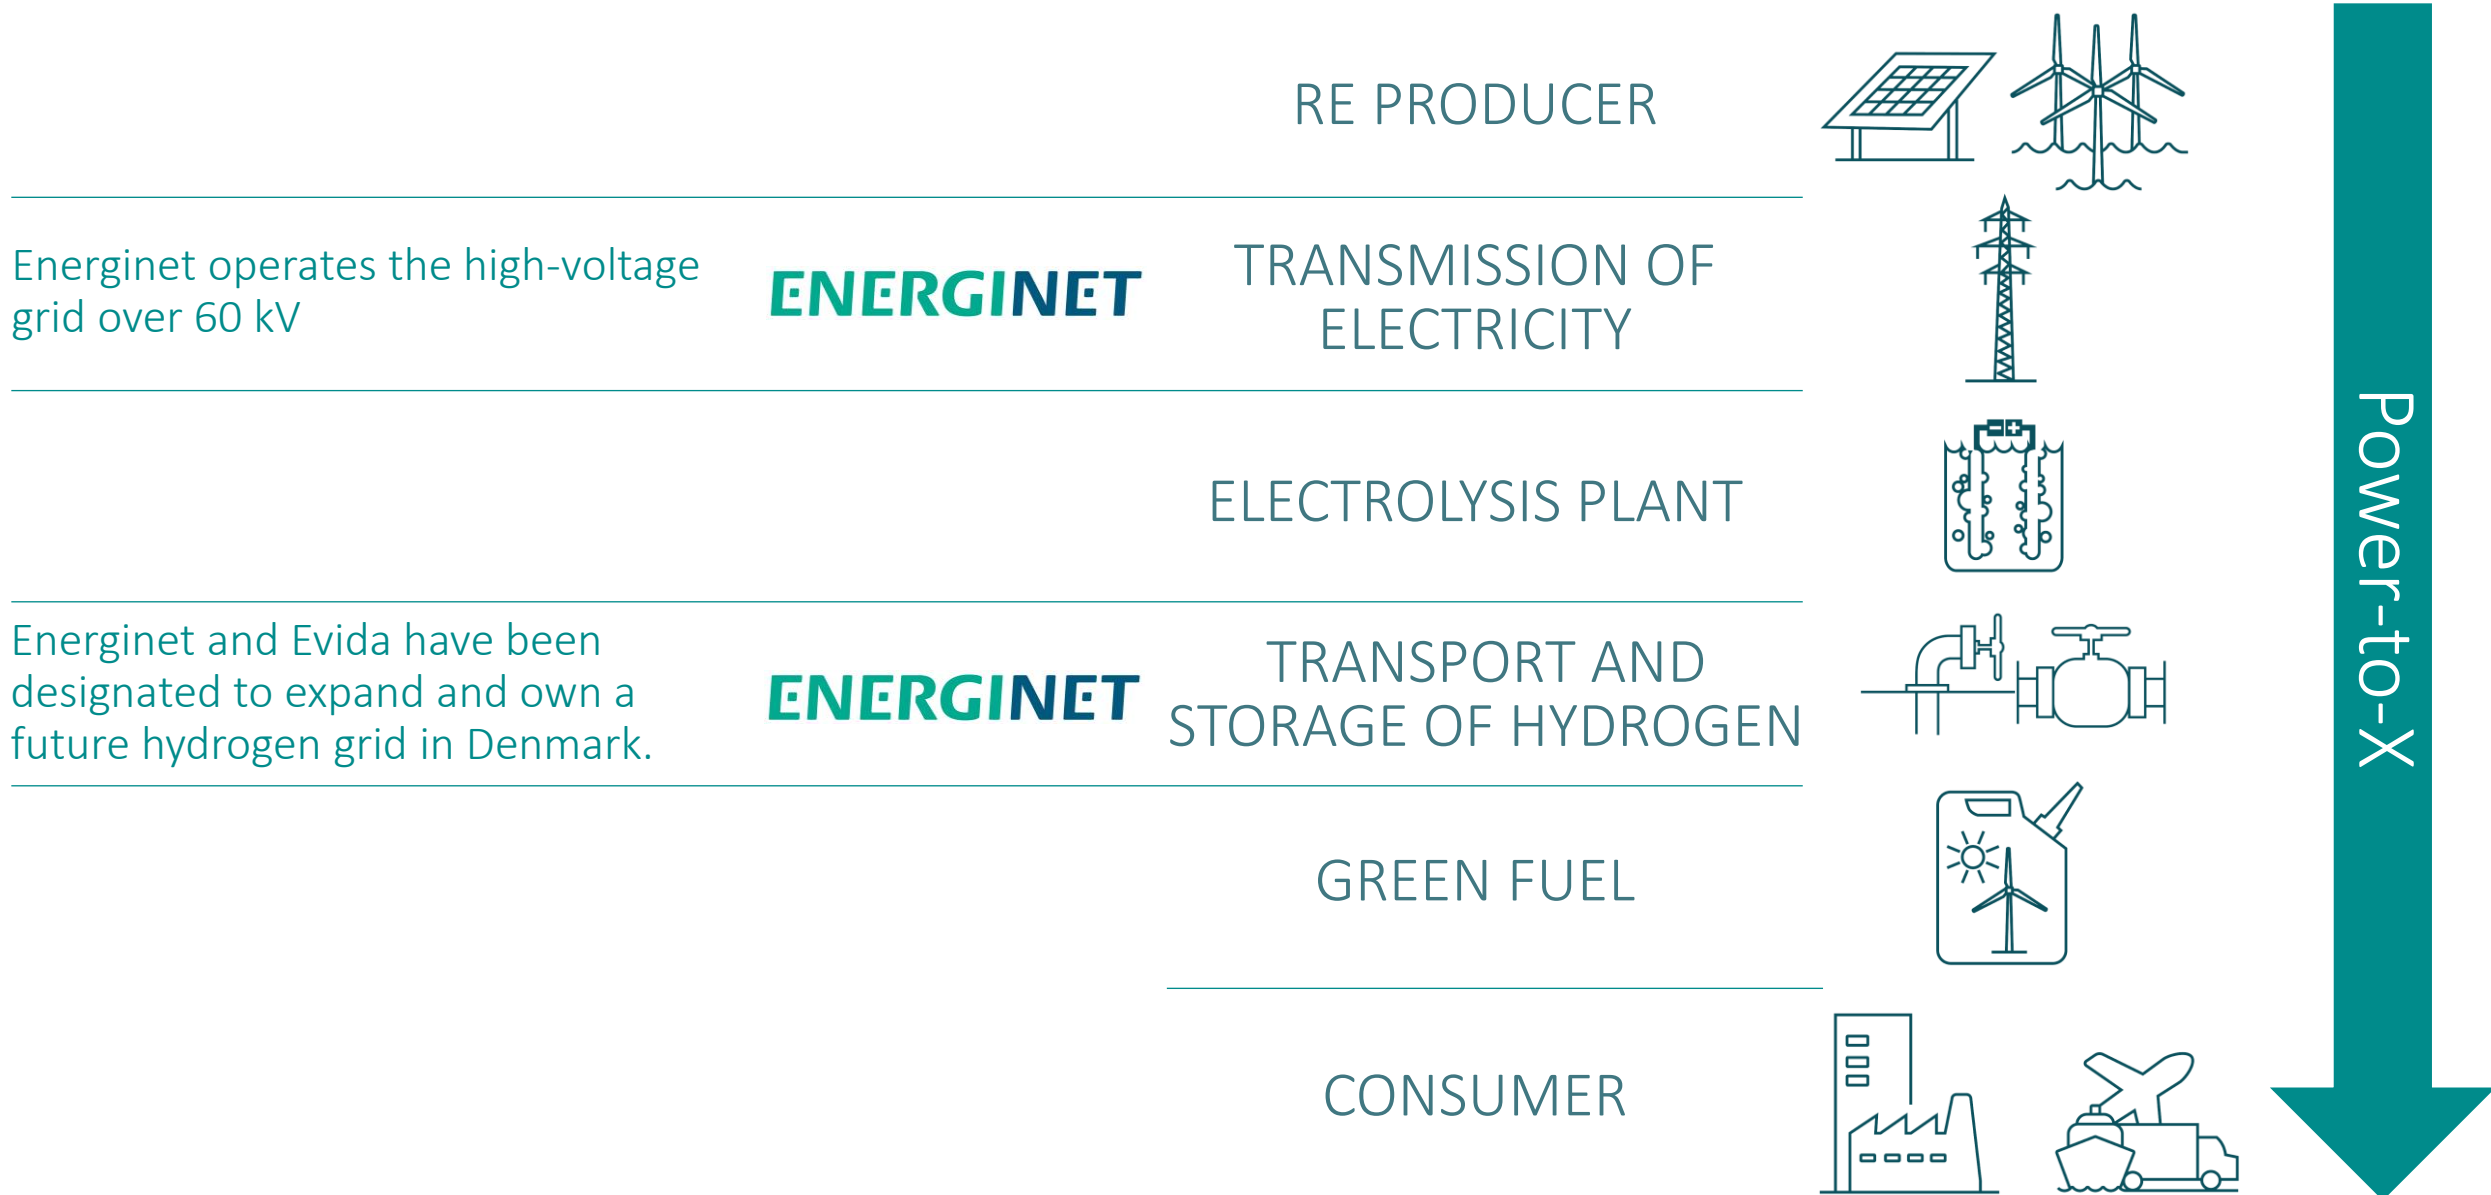 RE PRODUCER
Energinet operates the high-voltage
grid over 60 kV
ENERGINET
TRANSMISSION OF
ELECTRICITY
ELECTROLYSIS PLANT
Energinet and Evida have been
designated to expand and own a
future hydrogen grid in Denmark.
ENERGINET
TRANSPORT AND
STORAGE OF HYDROGEN
GREEN FUEL
CONSUMER
Power-to-X